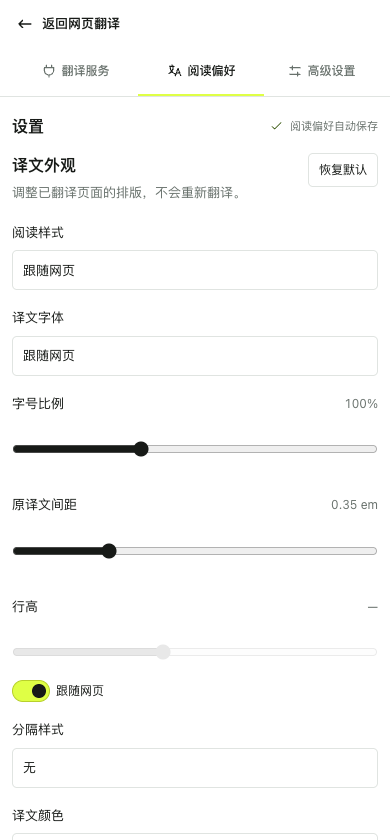 返回网页翻译
翻译服务
阅读偏好
高级设置
设置
阅读偏好自动保存
译文外观
恢复默认
调整已翻译页面的排版，不会重新翻译。
阅读样式
跟随网页
译文字体
跟随网页
字号比例
100%
原译文间距
0.35 em
行高
—
跟随网页
分隔样式
无
译文颜色